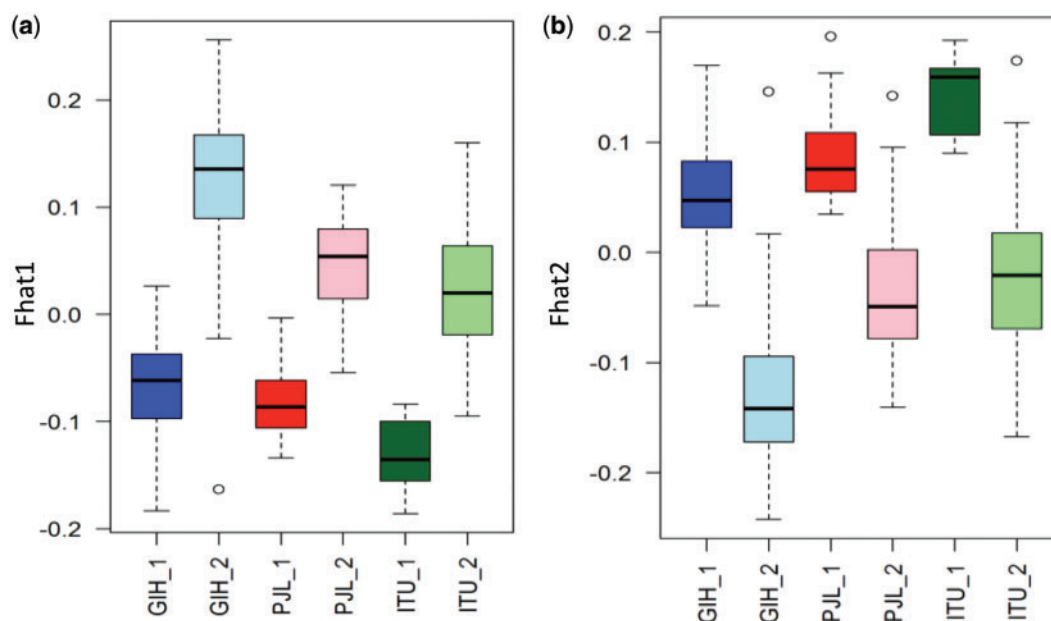 (a)
Fhat1
0.2
0.1
0.0
-0.1
-0.2
GIH_1
GIH_2
PJL_1
PJL_2
ITU_1
ITU_2
(b)
Fhat2
0.2
0.1
0.0
-0.1
-0.2
GIH_1
GIH_2
PJL_1
PJL_2
ITU_1
ITU_2